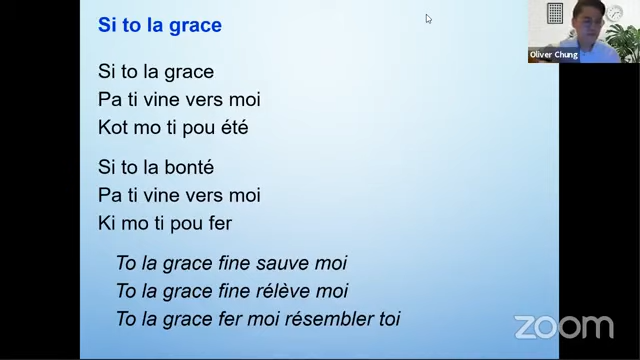 Si to la grace
Si to la grace
Pa ti vine vers moi
Kot mo ti pou été
Si to la bonté
Pa ti vine vers moi
Ki mo ti pou fer
To la grace fine sauve moi
To la grace fine rélève moi
To la grace fer moi résembler toi
Oliver Chung
zoom